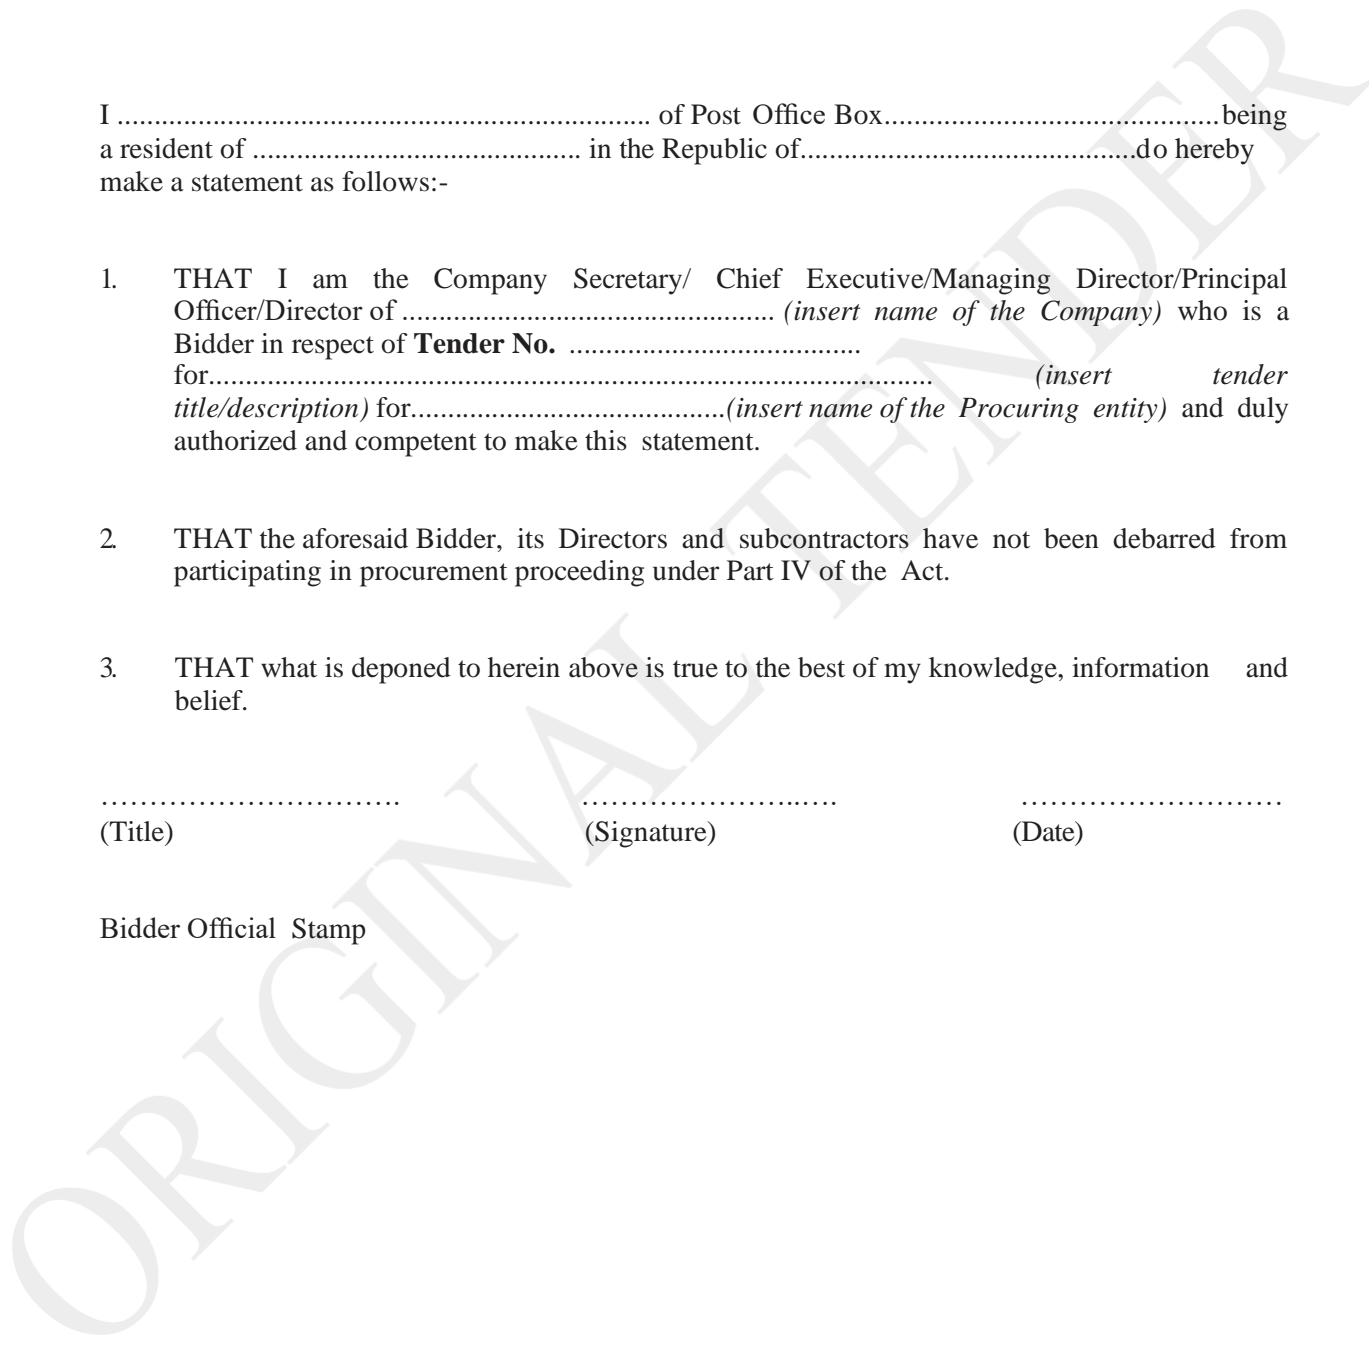 I ......................................................................... of Post Office Box..............................................being
a resident of ............................................. in the Republic of..............................................do hereby
make a statement as follows:-
1. THAT I am the Company Secretary/ Chief Executive/Managing Director/Principal
Officer/Director of ................................................... (insert name of the Company) who is a
Bidder in respect of Tender No. ........................................
for................................................................................................... (insert tender
title/description) for...........................................(insert name of the Procuring entity) and duly
authorized and competent to make this statement.
2. THAT the aforesaid Bidder, its Directors and subcontractors have not been debarred from
participating in procurement proceeding under Part IV of the Act.
3. THAT what is deponed to herein above is true to the best of my knowledge, information and
belief.
…………………………. …………………..…. ………………………
(Title) (Signature) (Date)
Bidder Official Stamp
ORIGINAL TENDER